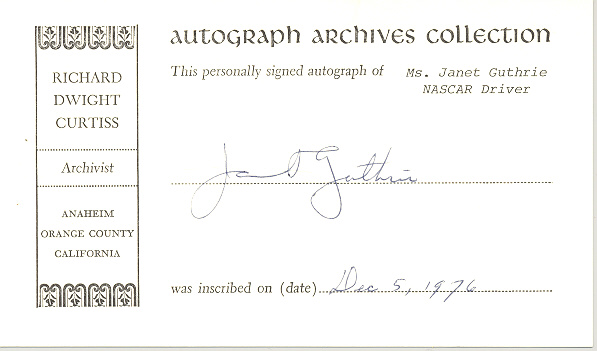 autograph archives collection
RICHARD
DWIGHT
CURTISS
Archivist
ANAHEIM
ORANGE COUNTY
CALIFORNIA
This personally signed autograph of Ms. Janet Guthrie
NASCAR Driver
Janet Guthrie
was inscribed on (date) Dec 5, 1976